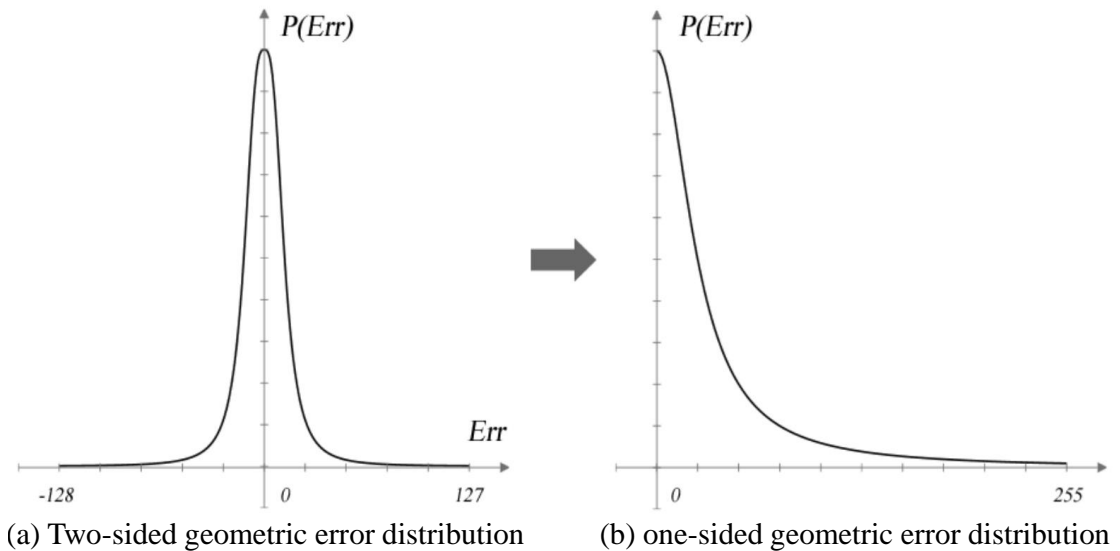 P(Err)
Err
-128
0
127
(a) Two-sided geometric error distribution
P(Err)
0
255
(b) one-sided geometric error distribution